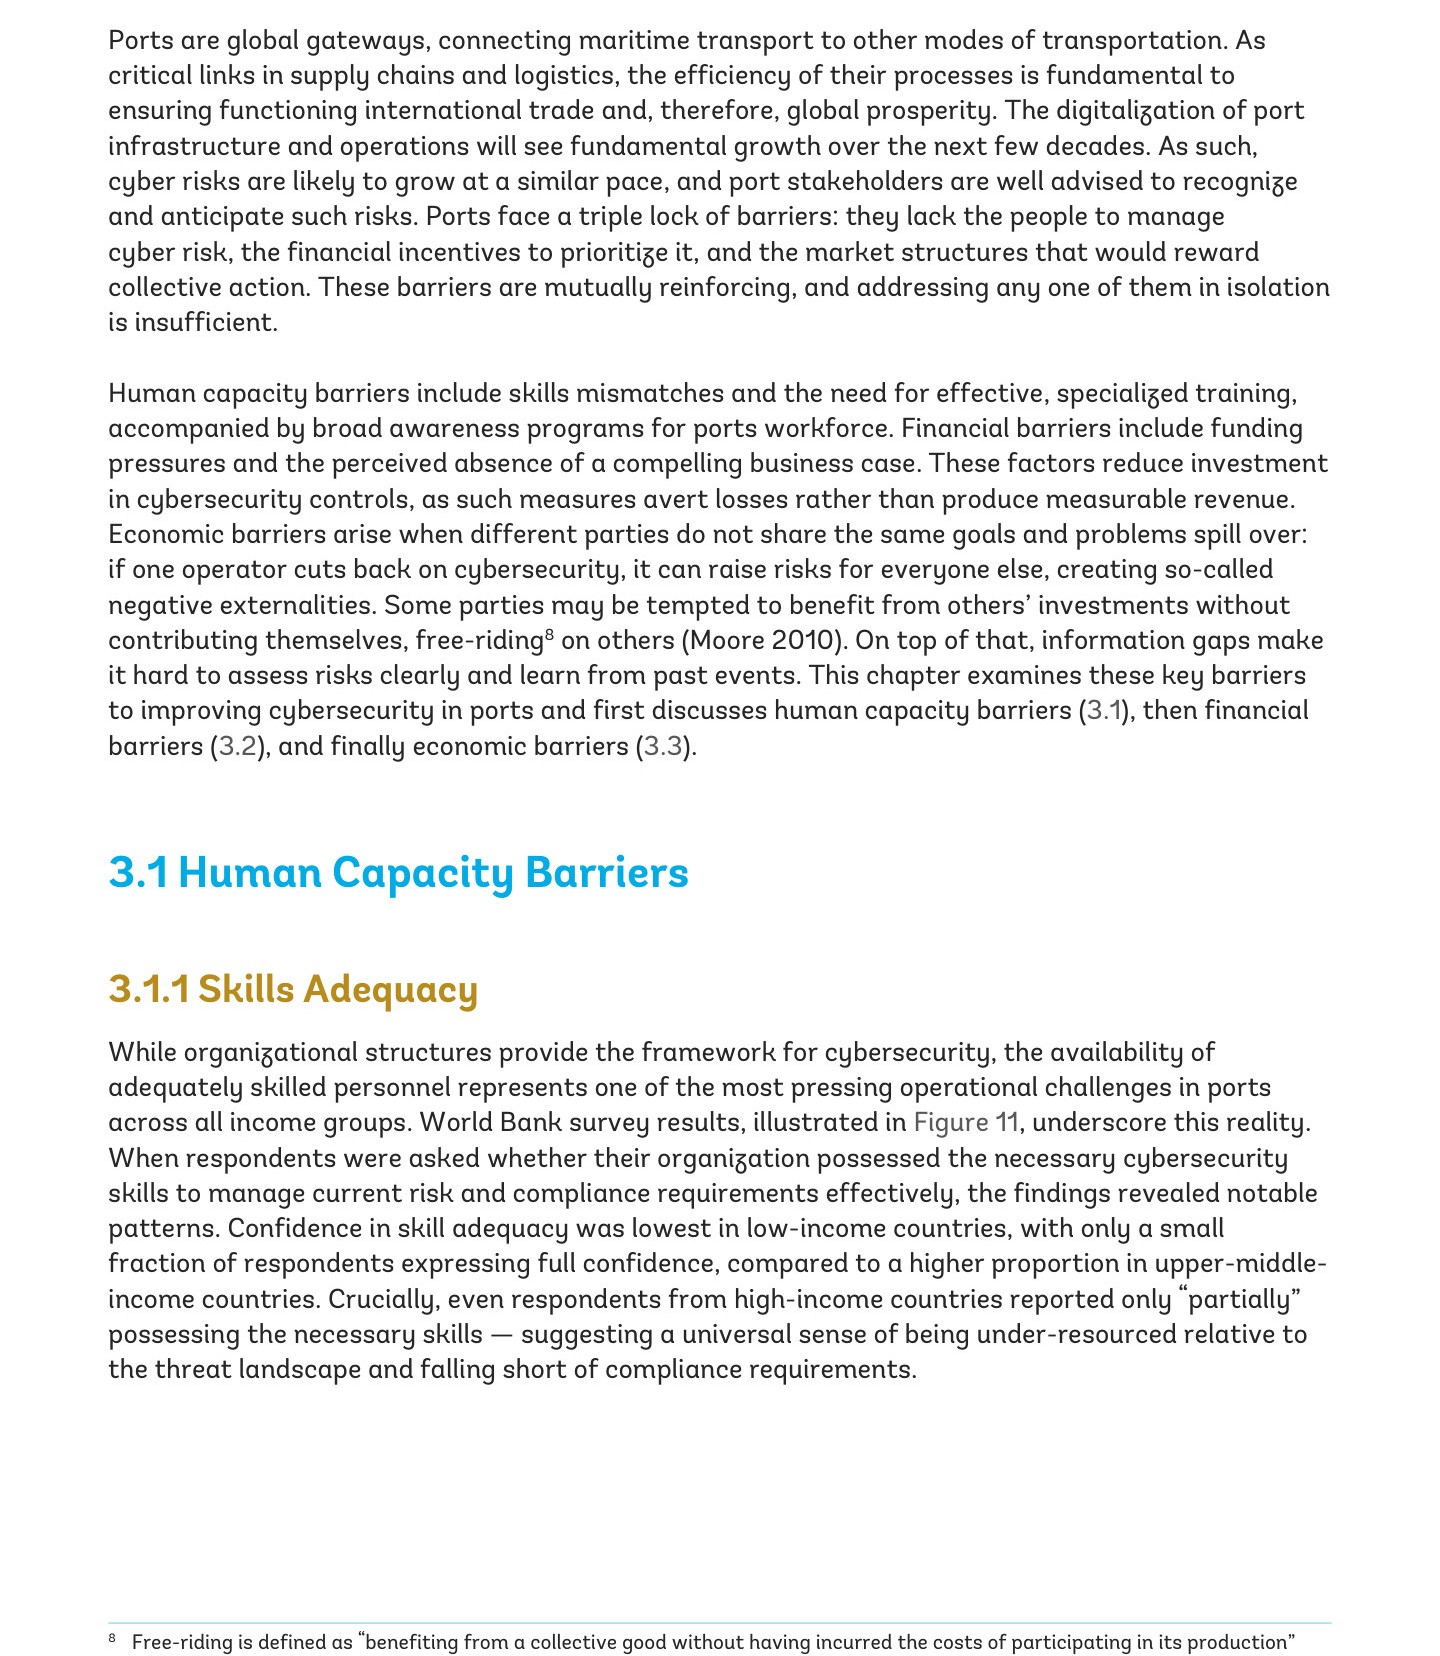 Ports are global gateways, connecting maritime transport to other modes of transportation. As
critical links in supply chains and logistics, the efficiency of their processes is fundamental to
ensuring functioning international trade and, therefore, global prosperity. The digitalization of port
infrastructure and operations will see fundamental growth over the next few decades. As such,
cyber risks are likely to grow at a similar pace, and port stakeholders are well advised to recognize
and anticipate such risks. Ports face a triple lock of barriers: they lack the people to manage
cyber risk, the financial incentives to prioritize it, and the market structures that would reward
collective action. These barriers are mutually reinforcing, and addressing any one of them in isolation
is insufficient.
Human capacity barriers include skills mismatches and the need for effective, specialized training,
accompanied by broad awareness programs for ports workforce. Financial barriers include funding
pressures and the perceived absence of a compelling business case. These factors reduce investment
in cybersecurity controls, as such measures avert losses rather than produce measurable revenue.
Economic barriers arise when different parties do not share the same goals and problems spill over:
if one operator cuts back on cybersecurity, it can raise risks for everyone else, creating so-called
negative externalities. Some parties may be tempted to benefit from others’ investments without
contributing themselves, free-riding⁸ on others (Moore 2010). On top of that, information gaps make
it hard to assess risks clearly and learn from past events. This chapter examines these key barriers
to improving cybersecurity in ports and first discusses human capacity barriers (3.1), then financial
barriers (3.2), and finally economic barriers (3.3).
3.1 Human Capacity Barriers
3.1.1 Skills Adequacy
While organizational structures provide the framework for cybersecurity, the availability of
adequately skilled personnel represents one of the most pressing operational challenges in ports
across all income groups. World Bank survey results, illustrated in Figure 11, underscore this reality.
When respondents were asked whether their organization possessed the necessary cybersecurity
skills to manage current risk and compliance requirements effectively, the findings revealed notable
patterns. Confidence in skill adequacy was lowest in low-income countries, with only a small
fraction of respondents expressing full confidence, compared to a higher proportion in upper-middle-
income countries. Crucially, even respondents from high-income countries reported only “partially”
possessing the necessary skills — suggesting a universal sense of being under-resourced relative to
the threat landscape and falling short of compliance requirements.
⁸ Free-riding is defined as “benefiting from a collective good without having incurred the costs of participating in its production”